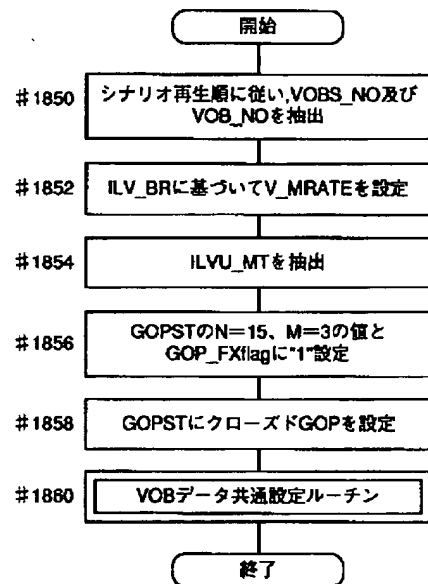 開始
#1850
シナリオ再生順に従い,VOBS_NO及び
VOB_NOを抽出
#1852
ILV_BRに基づいてV_MRATEを設定
#1854
ILVU_MTを抽出
#1856
GOPSTのN=15、M=3の値と
GOP_FXflagに"1"設定
#1858
GOPSTにクローズドGOPを設定
#1860
VOBデータ共通設定ルーチン
終了